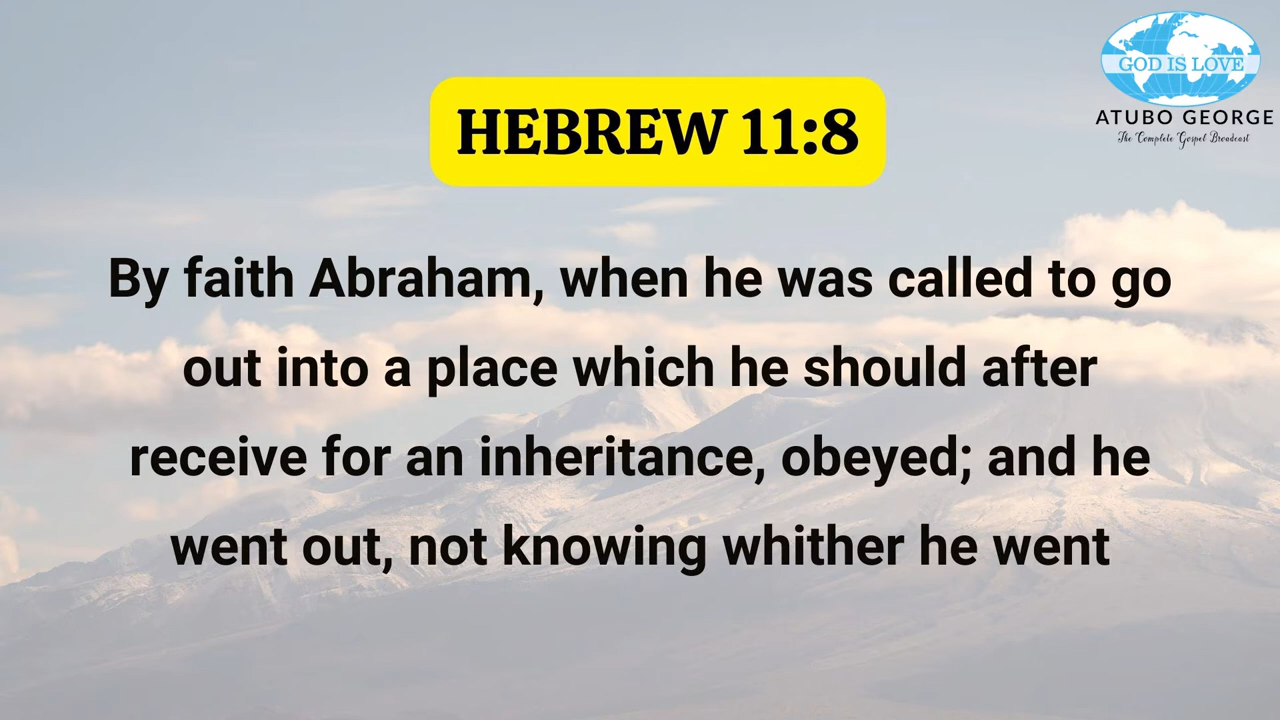 GOD IS LOVE
ATUBO GEORGE
The Complete Gospel Broadcast
HEBREW 11:8
By faith Abraham, when he was called to go
out into a place which he should after
receive for an inheritance, obeyed; and he
went out, not knowing whither he went